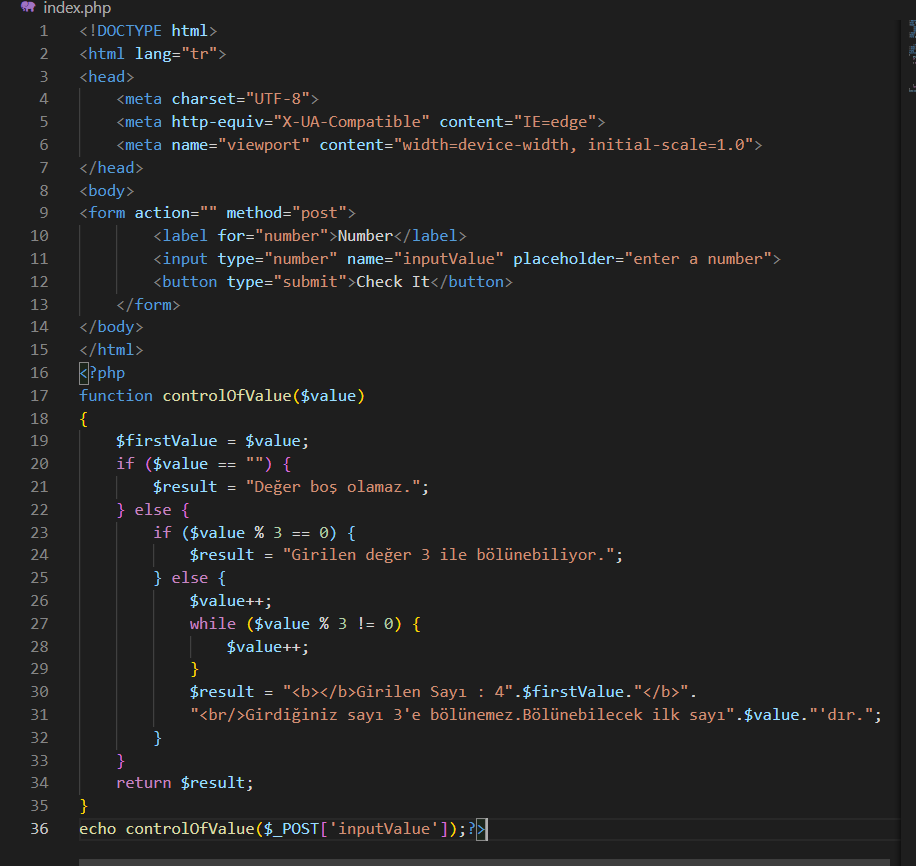 index.php
1 <!DOCTYPE html>
2 <html lang="tr">
3 <head>
4     <meta charset="UTF-8">
5     <meta http-equiv="X-UA-Compatible" content="IE=edge">
6     <meta name="viewport" content="width=device-width, initial-scale=1.0">
7 </head>
8 <body>
9 <form action="" method="post">
10         <label for="number">Number</label>
11         <input type="number" name="inputValue" placeholder="enter a number">
12         <button type="submit">Check It</button>
13     </form>
14 </body>
15 </html>
16 <?php
17 function controlOfValue($value)
18 {
19     $firstValue = $value;
20     if ($value == "") {
21         $result = "Değer boş olamaz.";
22     } else {
23         if ($value % 3 == 0) {
24             $result = "Girilen değer 3 ile bölünebiliyor.";
25         } else {
26             $value++;
27             while ($value % 3 != 0) {
28                 $value++;
29             }
30             $result = "<b></b>Girilen Sayı : 4".$firstValue."</b>".
31             "<br/>Girdiğiniz sayı 3'e bölünemez.Bölünebilecek ilk sayı".$value."'dır.";
32         }
33     }
34     return $result;
35 }
36 echo controlOfValue($_POST['inputValue']);?>